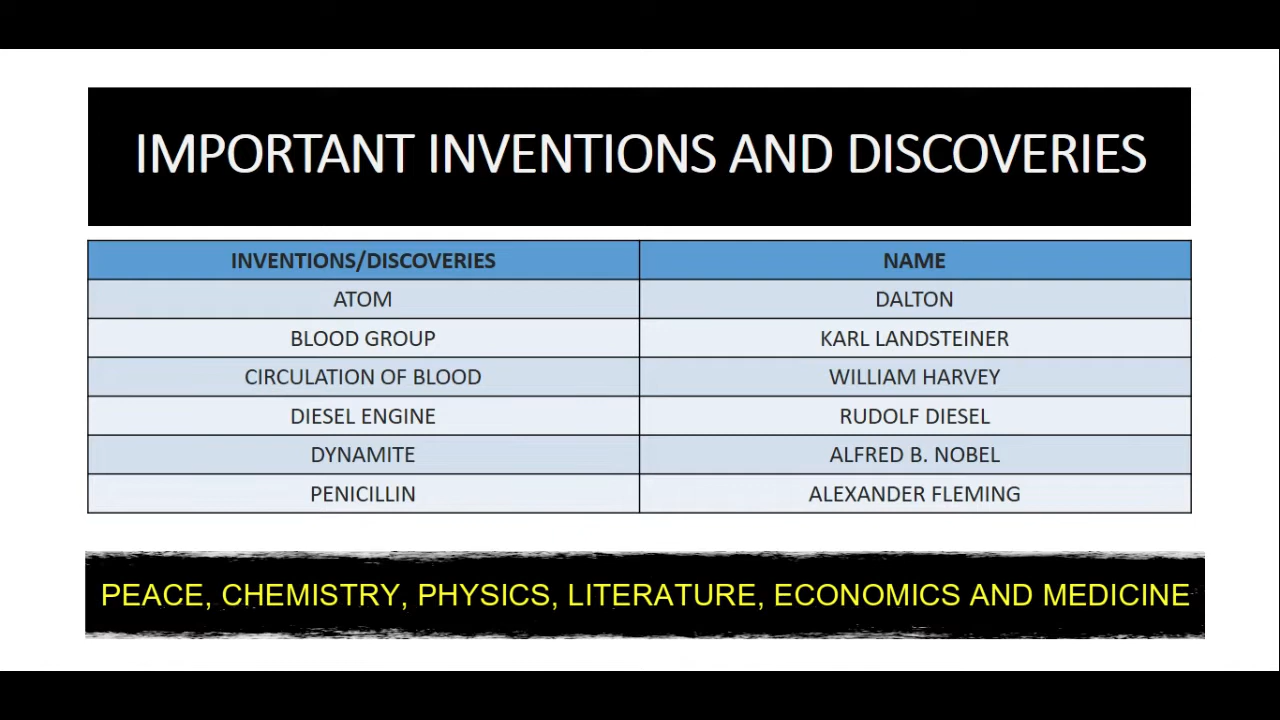 IMPORTANT INVENTIONS AND DISCOVERIES
INVENTIONS/DISCOVERIES NAME
ATOM DALTON
BLOOD GROUP KARL LANDSTEINER
CIRCULATION OF BLOOD WILLIAM HARVEY
DIESEL ENGINE RUDOLF DIESEL
DYNAMITE ALFRED B. NOBEL
PENICILLIN ALEXANDER FLEMING
PEACE, CHEMISTRY, PHYSICS, LITERATURE, ECONOMICS AND MEDICINE